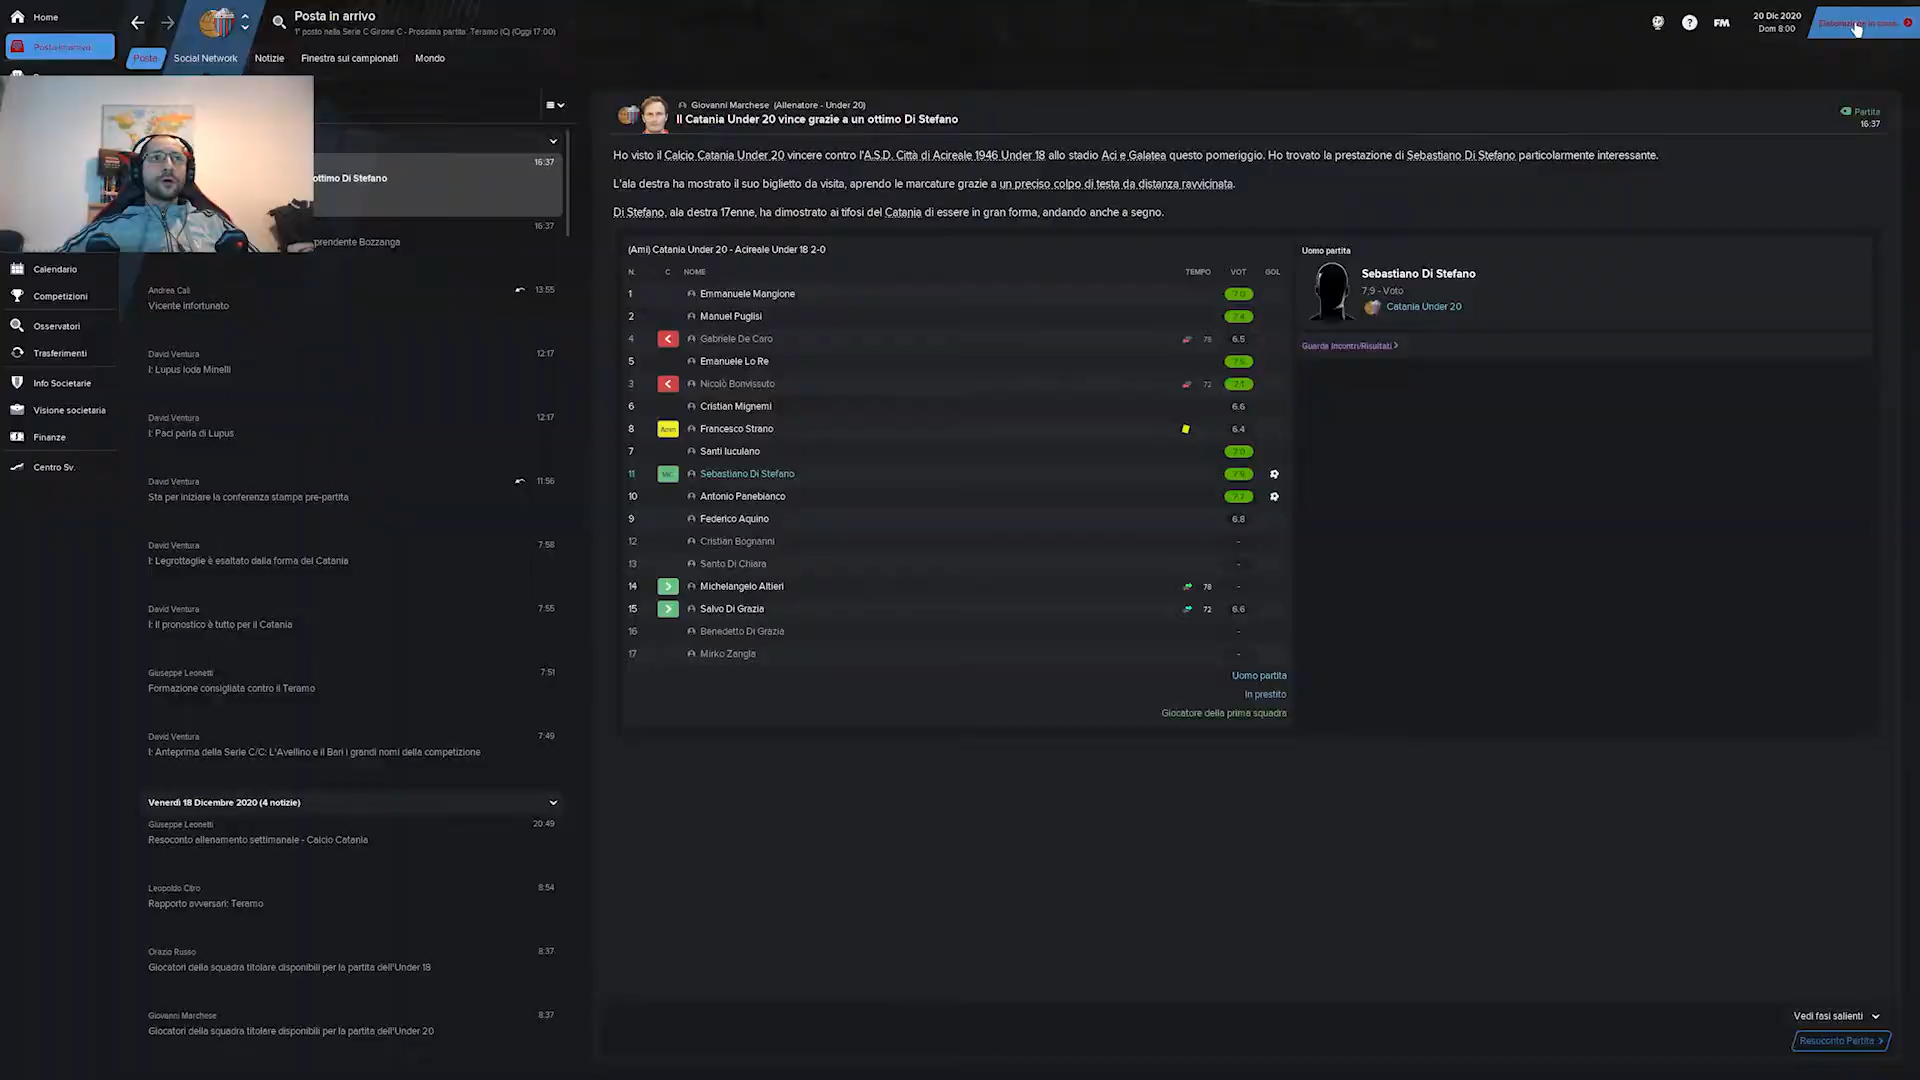 Home
Posta in arrivo
Posta in arrivo
1° posto nella Serie C Girone C - Prossima partita: Teramo (C) (Oggi 17:00)
FM
20 Dic 2020
Dom 8:00
Posta
Social Network
Notizie
Finestra sui campionati
Mondo
Calendario
Competizioni
Osservatori
Trasferimenti
Info Societarie
Visione societaria
Finanze
Centro Sv.
16:37
ottimo Di Stefano
16:37
prendente Bozzanga
Andrea Calì
13:55
Vicente infortunato
David Ventura
12:17
I: Lupus loda Minelli
David Ventura
12:17
I: Paci parla di Lupus
David Ventura
11:56
Sta per iniziare la conferenza stampa pre-partita
David Ventura
7:58
I: Legrottaglie è esaltato dalla forma del Catania
David Ventura
7:55
I: Il pronostico è tutto per il Catania
Giuseppe Leonetti
7:51
Formazione consigliata contro il Teramo
David Ventura
7:49
I: Anteprima della Serie C/C: L'Avellino e il Bari i grandi nomi della competizione
Venerdì 18 Dicembre 2020 (4 notizie)
Giuseppe Leonetti
20:49
Resoconto allenamento settimanale - Calcio Catania
Leopoldo Citro
8:54
Rapporto avversari: Teramo
Orazio Russo
8:37
Giocatori della squadra titolare disponibili per la partita dell'Under 18
Giovanni Marchese
8:37
Giocatori della squadra titolare disponibili per la partita dell'Under 20
Giovanni Marchese (Allenatore - Under 20)
Il Catania Under 20 vince grazie a un ottimo Di Stefano
Partita
16:37
Ho visto il Calcio Catania Under 20 vincere contro l'A.S.D. Città di Acireale 1946 Under 18 allo stadio Aci e Galatea questo pomeriggio. Ho trovato la prestazione di Sebastiano Di Stefano particolarmente interessante.
L'ala destra ha mostrato il suo biglietto da visita, aprendo le marcature grazie a un preciso colpo di testa da distanza ravvicinata.
Di Stefano, ala destra 17enne, ha dimostrato ai tifosi del Catania di essere in gran forma, andando anche a segno.
(Ami) Catania Under 20 - Acireale Under 18 2-0
N. C NOME TEMPO VOT GOL
1 Emmanuele Mangione 7.0
2 Manuel Puglisi 7.4
4 Gabriele De Caro 78 6.5
5 Emanuele Lo Re
3 Nicolò Bonvissuto 72 7.1
6 Cristian Mignemi 6.6
8 Amm Francesco Strano 6.4
7 Santi Iuculano 7.0
11 Sebastiano Di Stefano 7.9
10 Antonio Panebianco 7.7
9 Federico Aquino 6.8
12 Cristian Bognanni -
13 Santo Di Chiara -
14 Michelangelo Altieri 78 -
15 Salvo Di Grazia 72 6.6
16 Benedetto Di Grazia -
17 Mirko Zangla -
Uomo partita
In prestito
Giocatore della prima squadra
Uomo partita
Sebastiano Di Stefano
7,9 - Voto
Catania Under 20
Guarda Incontri/Risultati >
Vedi fasi salienti
Resoconto Partita >